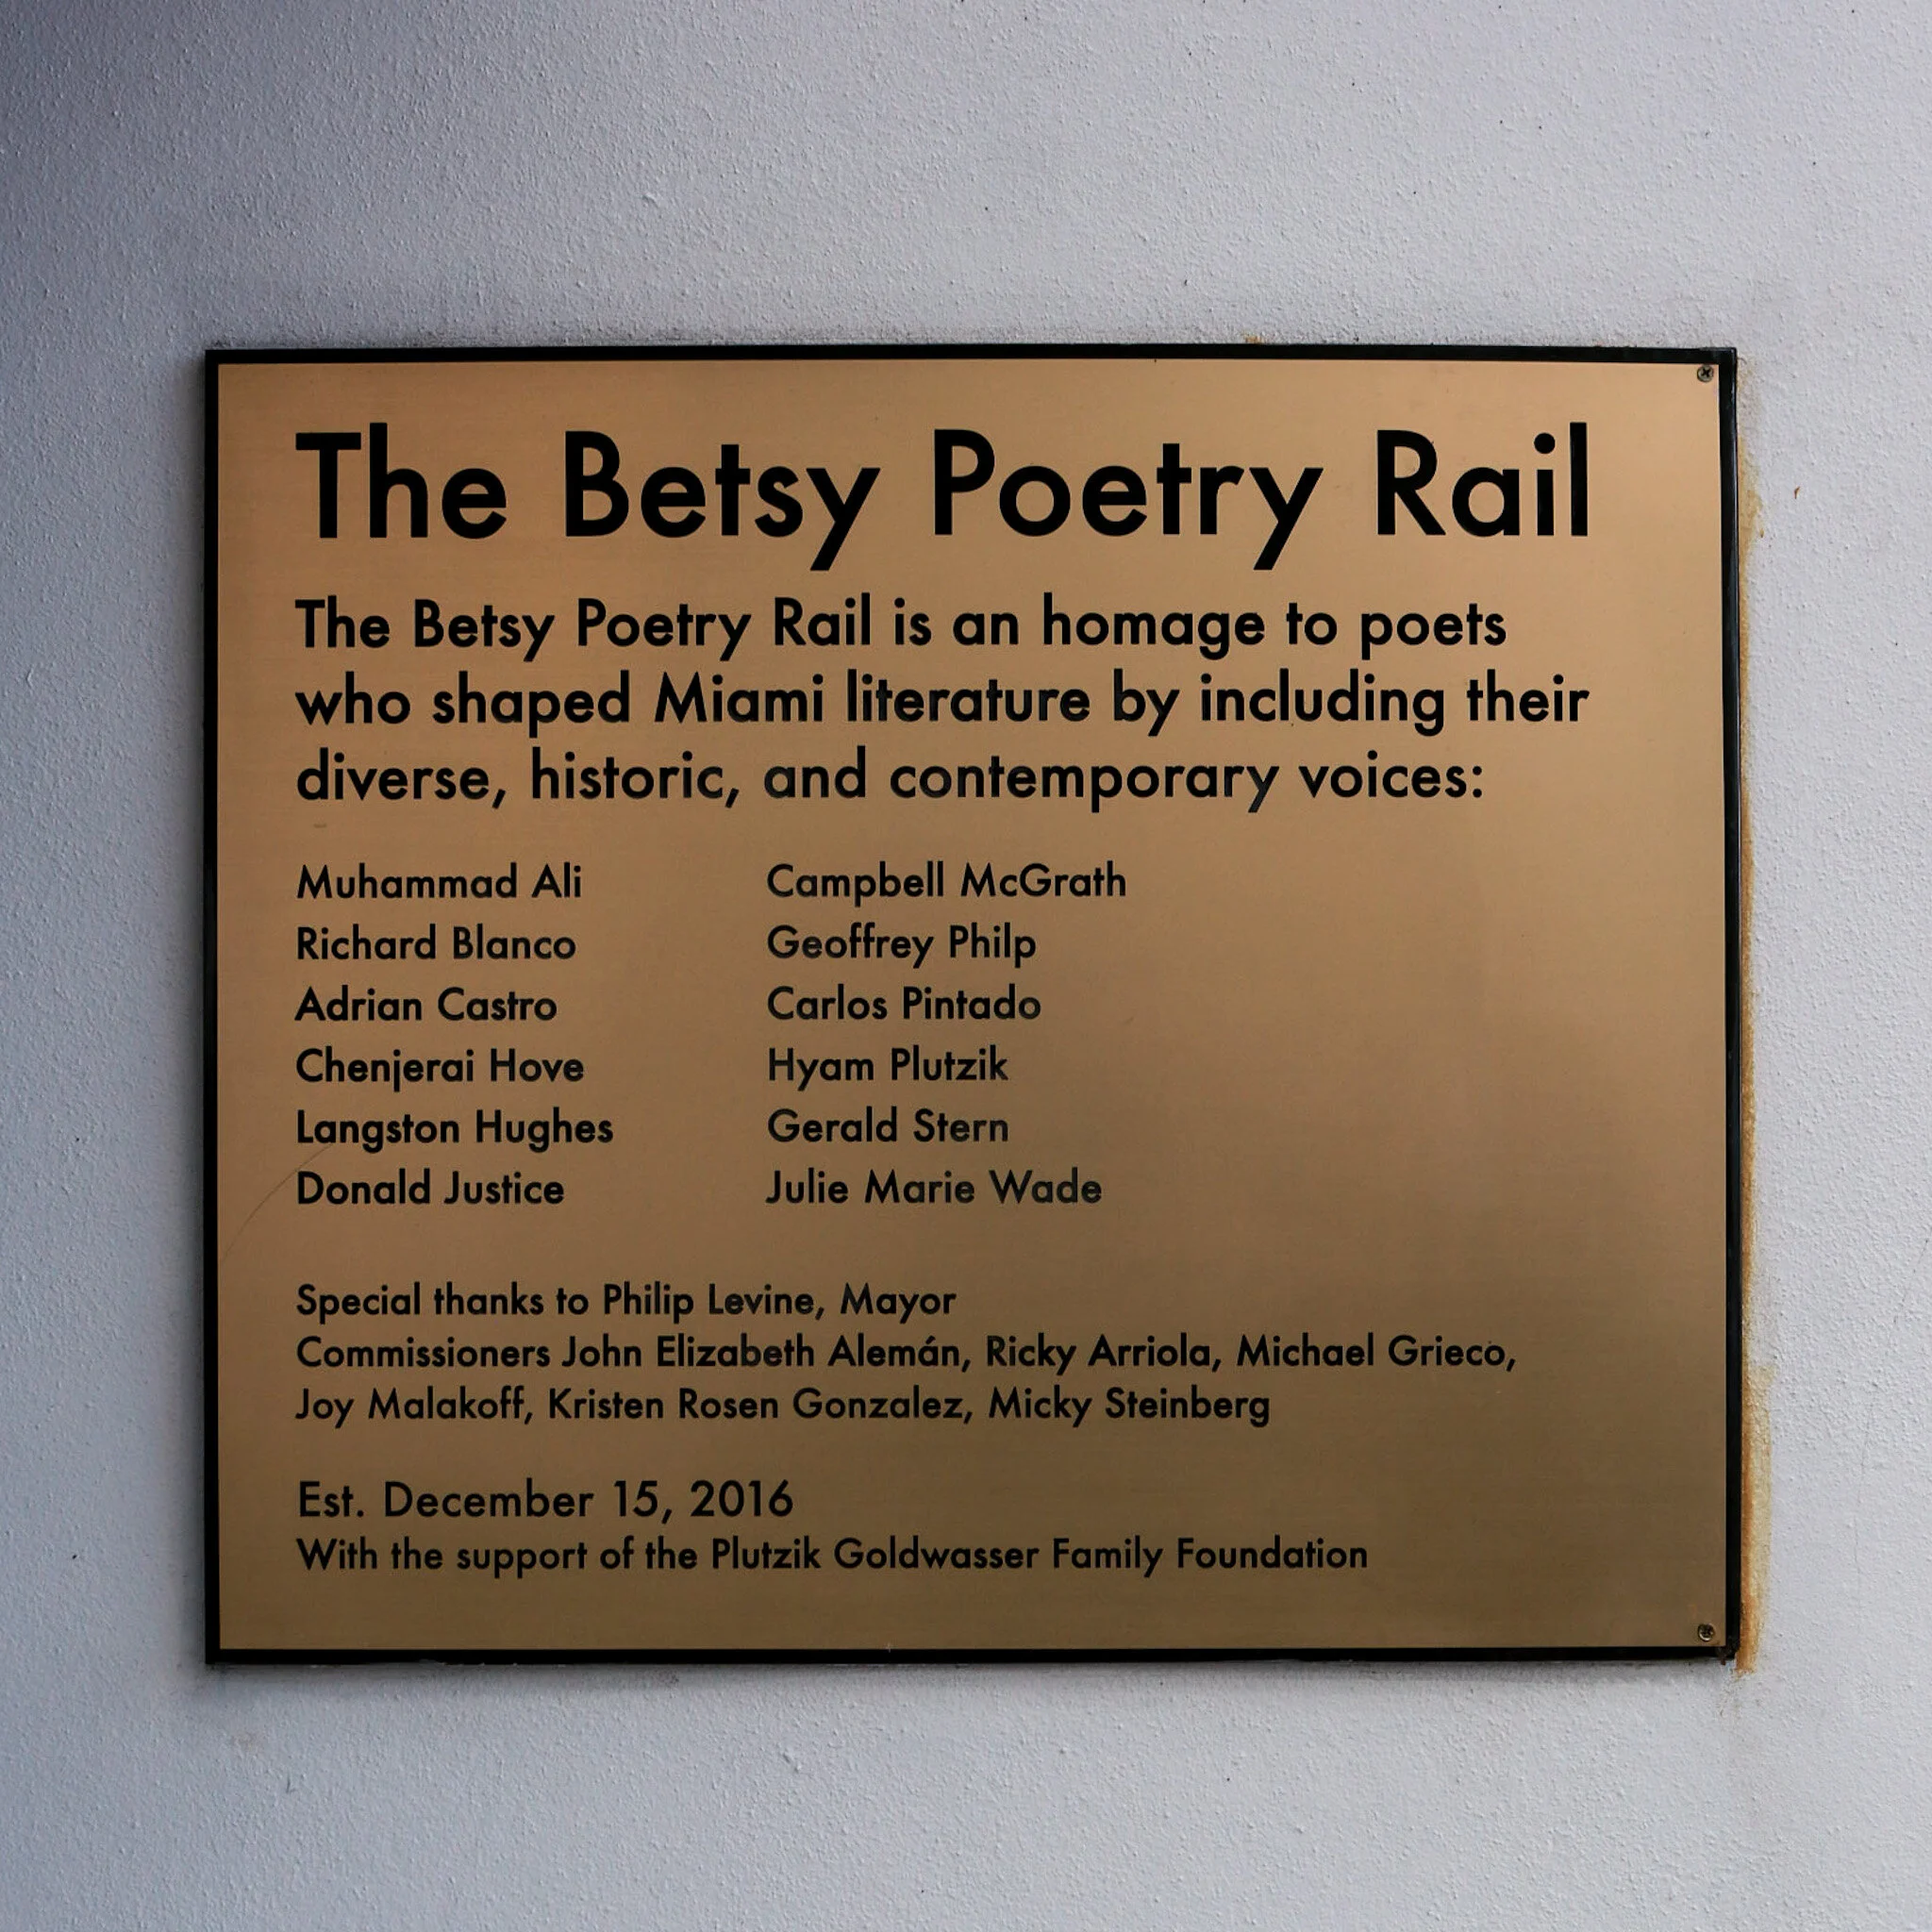 The Betsy Poetry Rail
The Betsy Poetry Rail is an homage to poets
who shaped Miami literature by including their
diverse, historic, and contemporary voices:
Muhammad Ali
Richard Blanco
Adrian Castro
Chenjerai Hove
Langston Hughes
Donald Justice
Campbell McGrath
Geoffrey Philp
Carlos Pintado
Hyam Plutzik
Gerald Stern
Julie Marie Wade
Special thanks to Philip Levine, Mayor
Commissioners John Elizabeth Alemán, Ricky Arriola, Michael Grieco,
Joy Malakoff, Kristen Rosen Gonzalez, Micky Steinberg
Est. December 15, 2016
With the support of the Plutzik Goldwasser Family Foundation